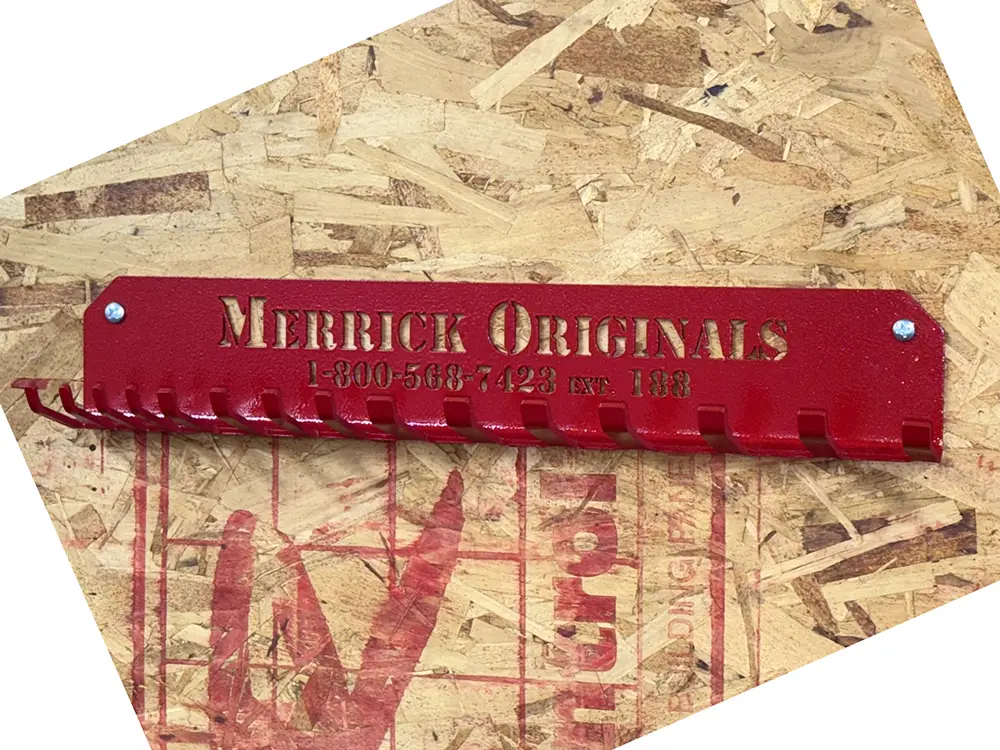 MERRICK ORIGINALS
1-800-568-7423 EXT. 188